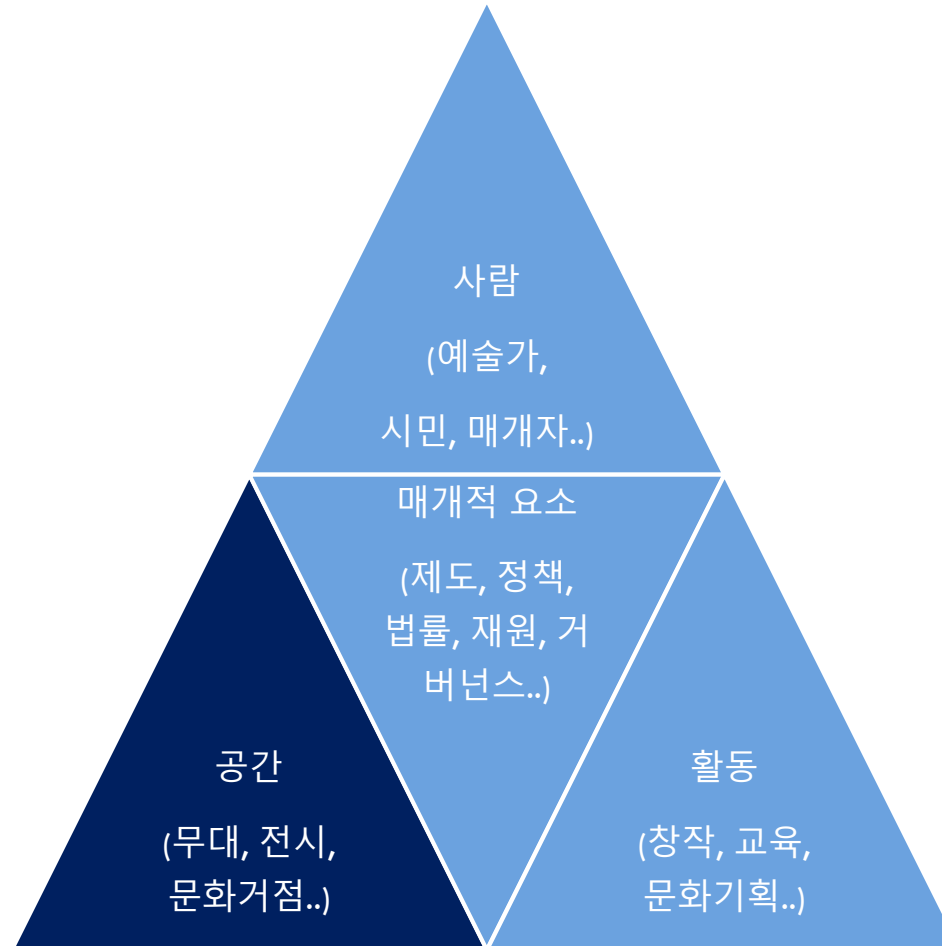 사람
(예술가,
시민, 매개자..)
매개적 요소
(제도, 정책,
법률, 재원, 거
버넌스..)
공간
(무대, 전시,
문화거점..)
활동
(창작, 교육,
문화기획..)